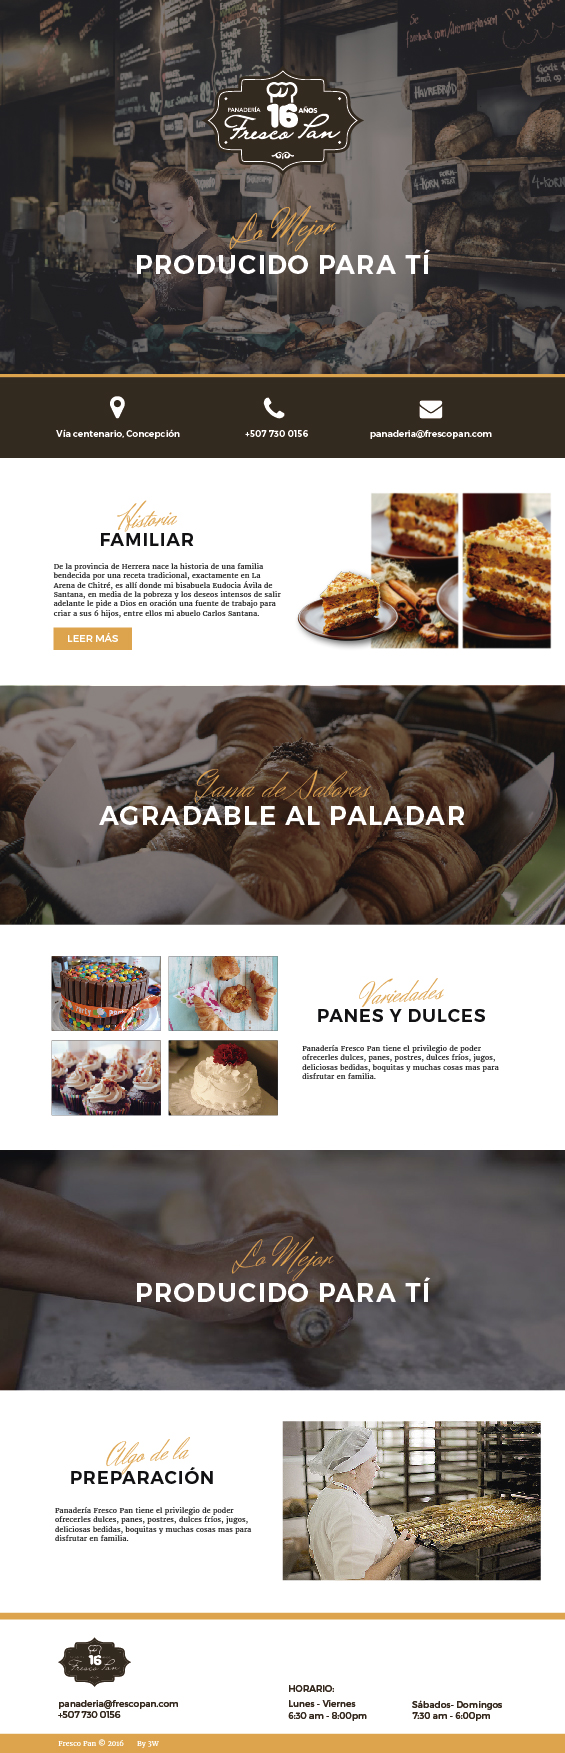 Du på
? kassa
facebook.com/drommeplassen
HAVREBRØD
PANADERÍA 16 AÑOS
Fresco Pan
4-KORN
Lo Mejor
PRODUCIDO PARA TÍ
Vía centenario, Concepción
+507 730 0156
panaderia@frescopan.com
Historia
FAMILIAR
De la provincia de Herrera nace la historia de una familia
bendecida por una receta tradicional, exactamente en La
Arena de Chitré, es allí donde mi bisabuela Eudocia Ávila de
Santana, en media de la pobreza y los deseos intensos de salir
adelante le pide a Dios en oración una fuente de trabajo para
criar a sus 6 hijos, entre ellos mi abuelo Carlos Santana.
LEER MÁS
Gama de Sabores
AGRADABLE AL PALADAR
Variedades
PANES Y DULCES
Panadería Fresco Pan tiene el privilegio de poder
ofrecerles dulces, panes, postres, dulces fríos, jugos,
deliciosas bedidas, boquitas y muchas cosas mas para
disfrutar en familia.
Lo Mejor
PRODUCIDO PARA TÍ
Algo de la
PREPARACIÓN
Panadería Fresco Pan tiene el privilegio de poder
ofrecerles dulces, panes, postres, dulces fríos, jugos,
deliciosas bedidas, boquitas y muchas cosas mas para
disfrutar en familia.
16
Fresco Pan
panaderia@frescopan.com
+507 730 0156
HORARIO:
Lunes - Viernes
6:30 am - 8:00pm
Sábados- Domingos
7:30 am - 6:00pm
Fresco Pan © 2016 By 3W